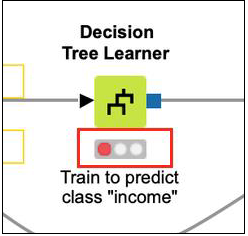 Decision
Tree Learner
Train to predict
class "income"